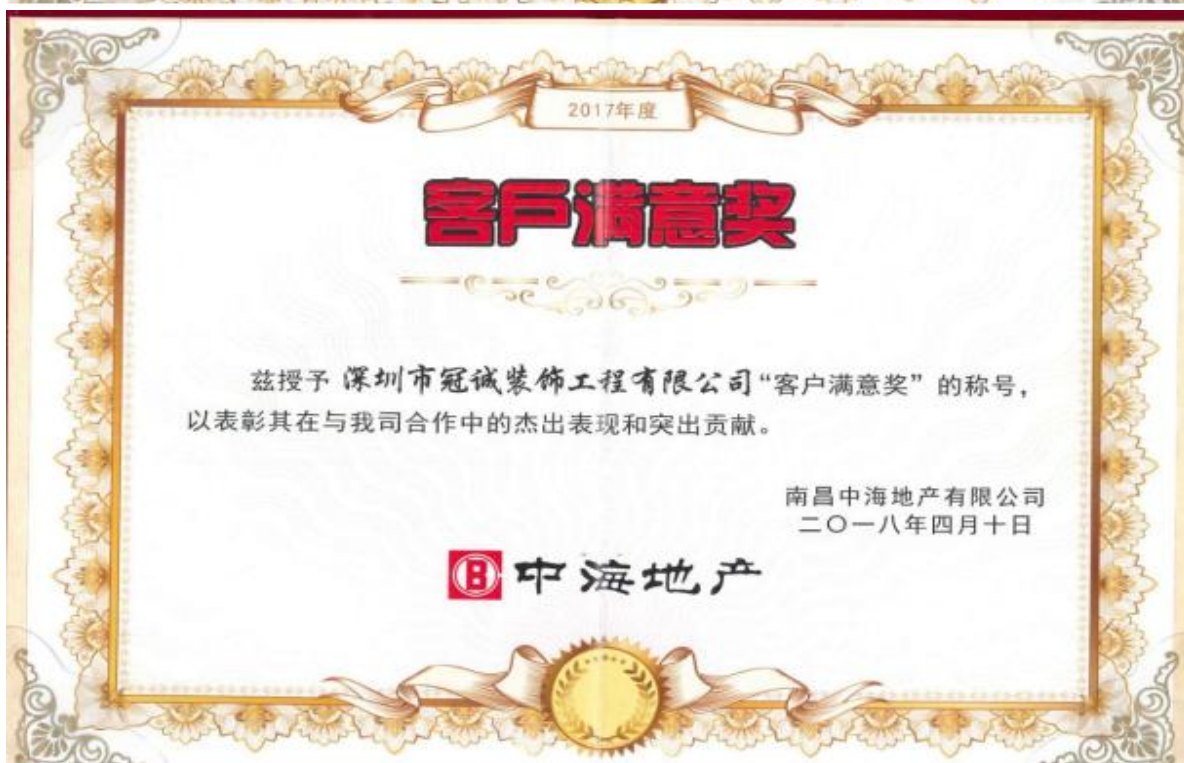 2017年度
客戶满意奖
兹授予 深圳市冠诚装饰工程有限公司“客户满意奖”的称号，
以表彰其在与我司合作中的杰出表现和突出贡献。
南昌中海地产有限公司
二〇一八年四月十日
中海地产